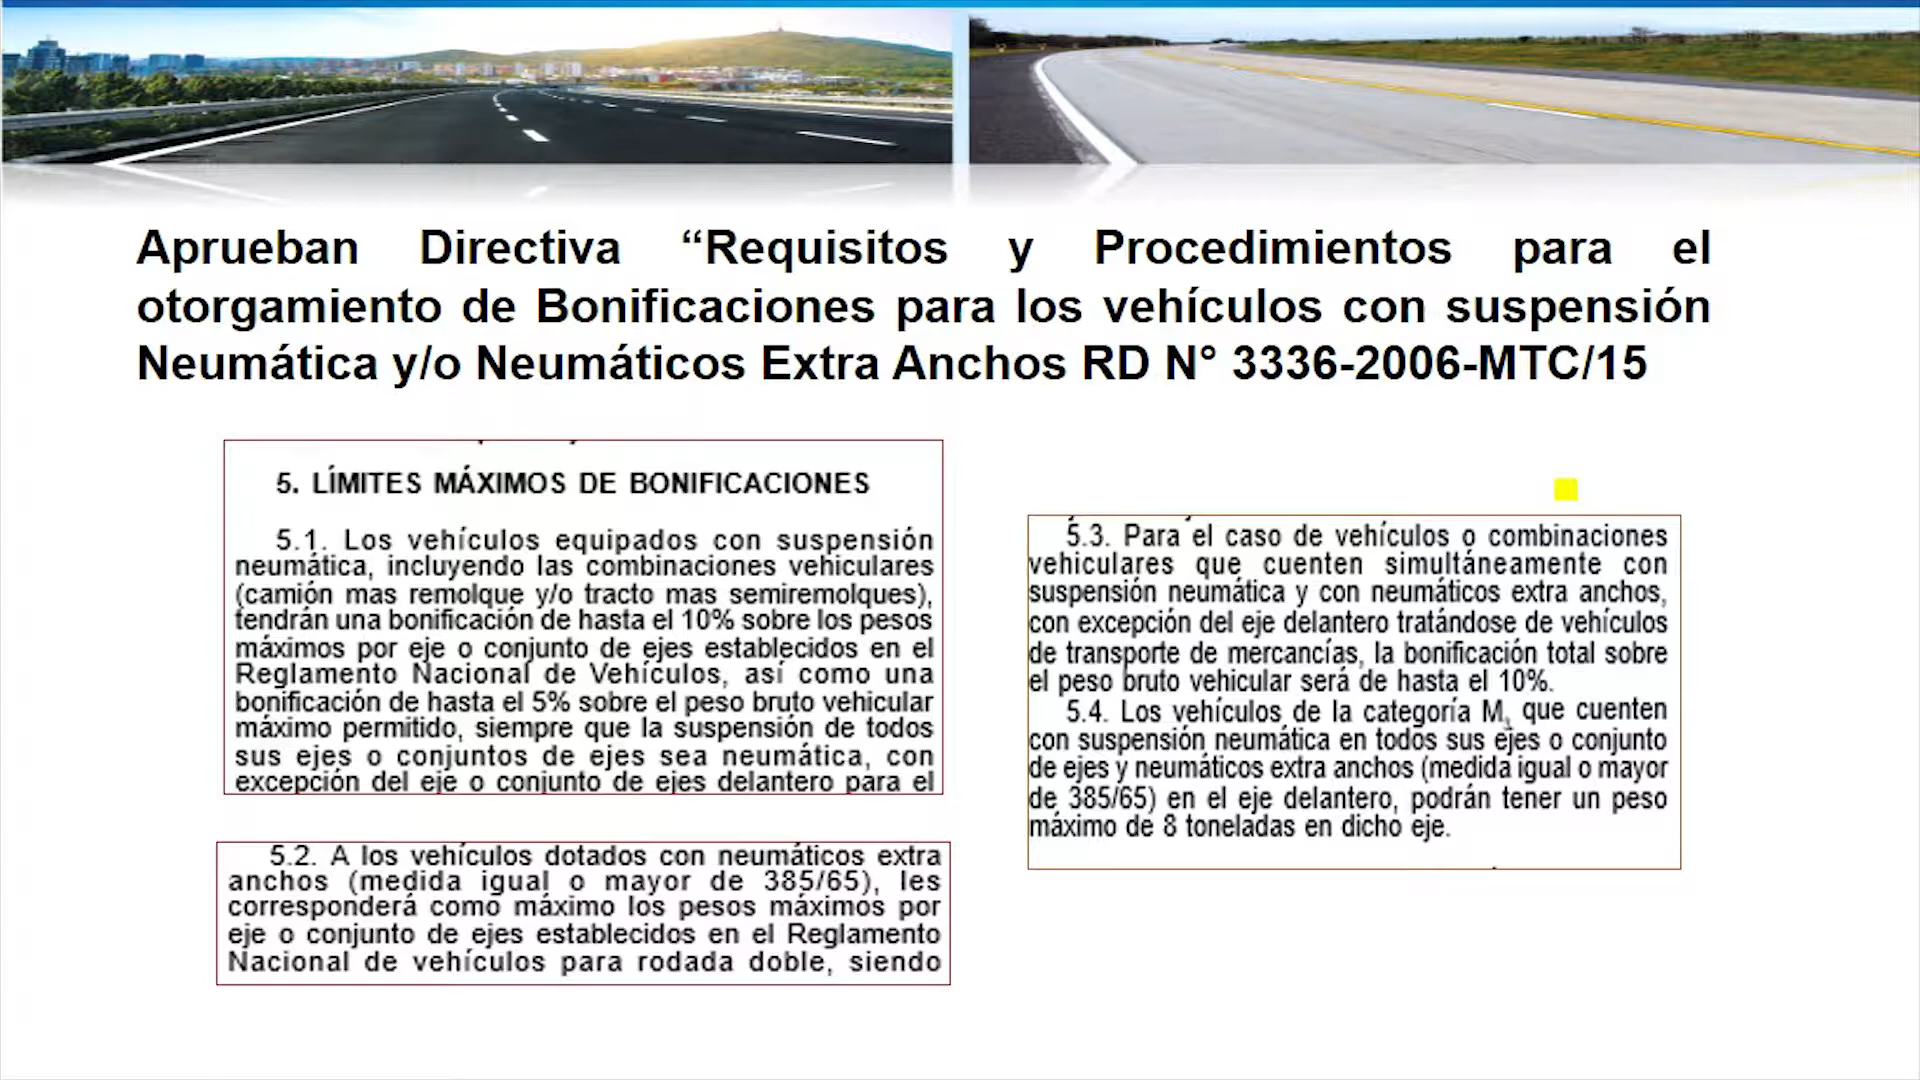 Aprueban Directiva “Requisitos y Procedimientos para el
otorgamiento de Bonificaciones para los vehículos con suspensión
Neumática y/o Neumáticos Extra Anchos RD N° 3336-2006-MTC/15
5. LÍMITES MÁXIMOS DE BONIFICACIONES
5.1. Los vehículos equipados con suspensión
neumática, incluyendo las combinaciones vehiculares
(camión mas remolque y/o tracto mas semiremolques),
tendrán una bonificación de hasta el 10% sobre los pesos
máximos por eje o conjunto de ejes establecidos en el
Reglamento Nacional de Vehículos, así como una
bonificación de hasta el 5% sobre el peso bruto vehicular
máximo permitido, siempre que la suspensión de todos
sus ejes o conjuntos de ejes sea neumática, con
excepción del eje o conjunto de ejes delantero para el
5.2. A los vehículos dotados con neumáticos extra
anchos (medida igual o mayor de 385/65), les
corresponderá como máximo los pesos máximos por
eje o conjunto de ejes establecidos en el Reglamento
Nacional de vehículos para rodada doble, siendo
5.3. Para el caso de vehículos o combinaciones
vehiculares que cuenten simultáneamente con
suspensión neumática y con neumáticos extra anchos,
con excepción del eje delantero tratándose de vehículos
de transporte de mercancías, la bonificación total sobre
el peso bruto vehicular será de hasta el 10%.
5.4. Los vehículos de la categoría M, que cuenten
con suspensión neumática en todos sus ejes o conjunto
de ejes y neumáticos extra anchos (medida igual o mayor
de 385/65) en el eje delantero, podrán tener un peso
máximo de 8 toneladas en dicho eje.